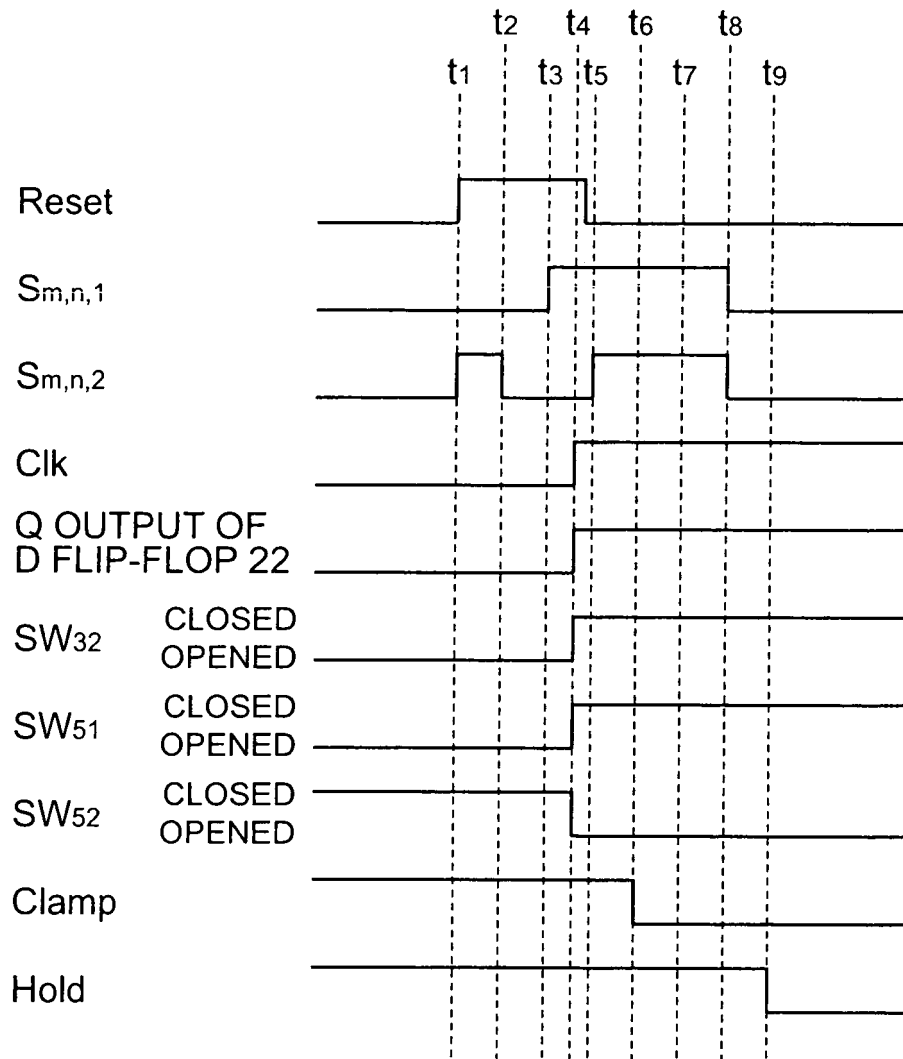 t2 t4 t6 t8
t1 t3 t5 t7 t9
Reset
Sm,n,1
Sm,n,2
Clk
Q OUTPUT OF
D FLIP-FLOP 22
SW32 CLOSED
OPENED
SW51 CLOSED
OPENED
SW52 CLOSED
OPENED
Clamp
Hold